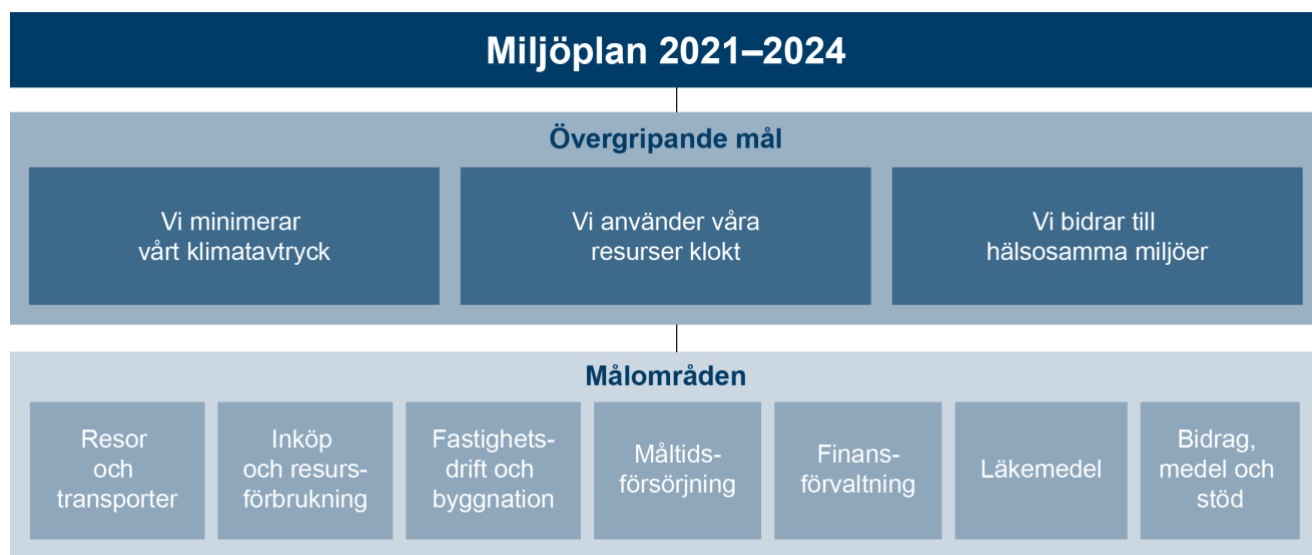 Miljöplan 2021–2024
Övergripande mål
Vi minimerar
vårt klimatavtryck
Vi använder våra
resurser klokt
Vi bidrar till
hälsosamma miljöer
Målområden
Resor
och
transporter
Inköp
och resurs-
förbrukning
Fastighets-
drift och
byggnation
Måltids-
försörjning
Finans-
förvaltning
Läkemedel
Bidrag,
medel och
stöd